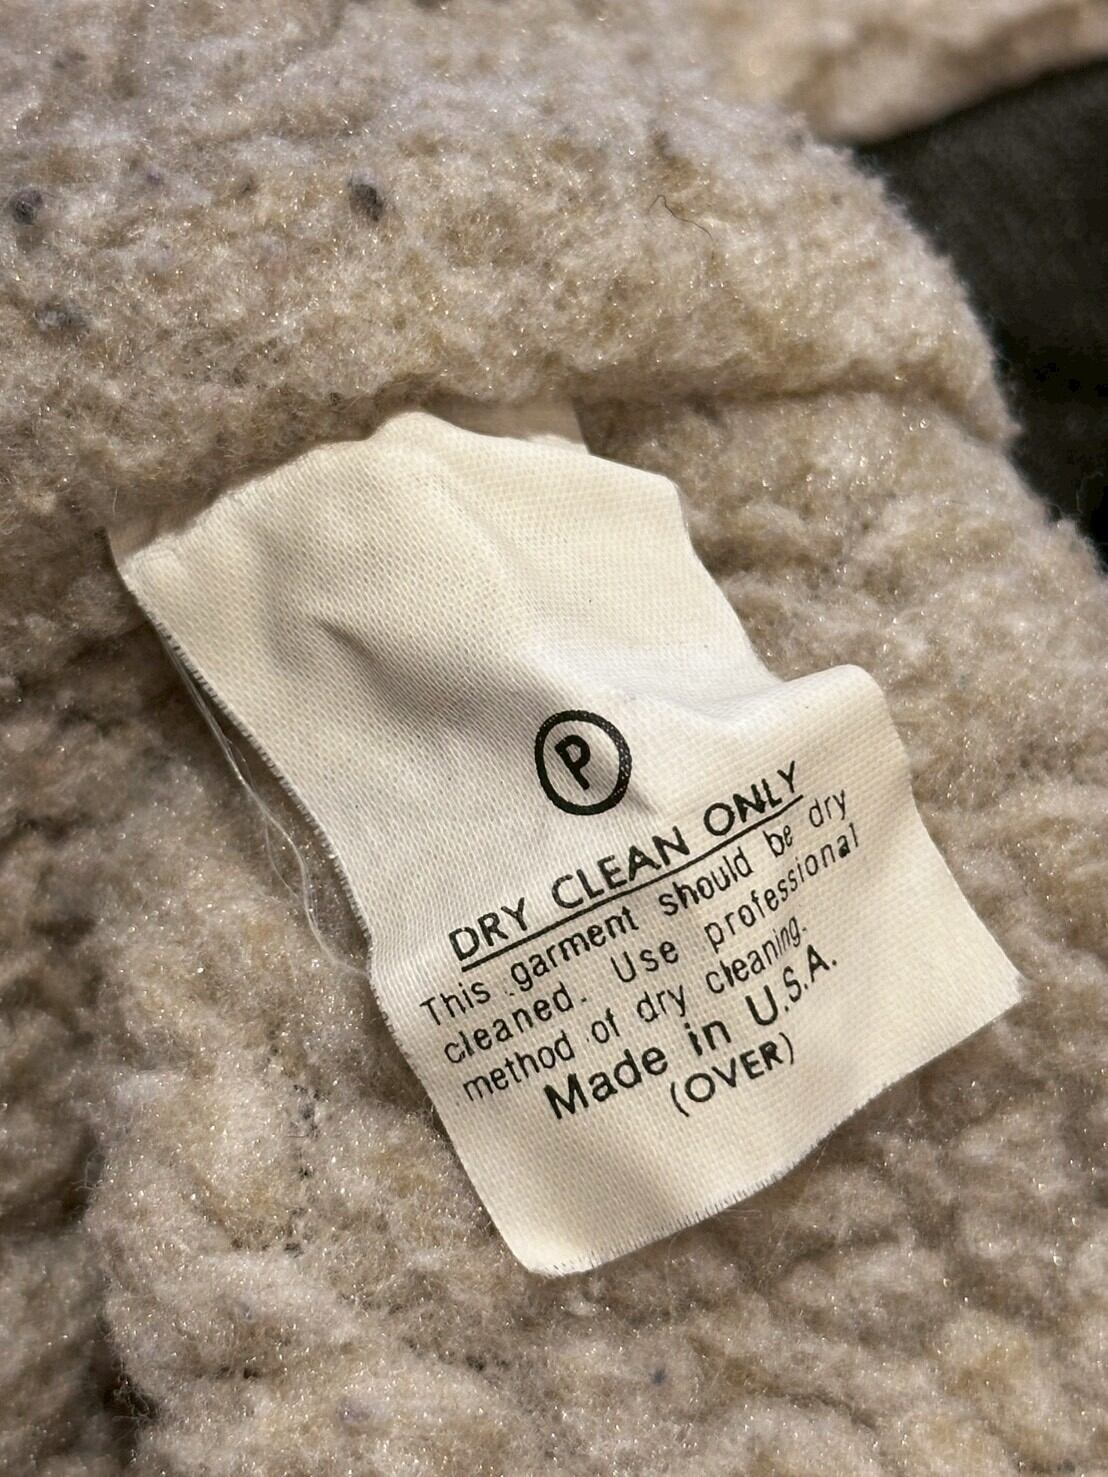 P
DRY CLEAN ONLY
This garment should be dry
cleaned. Use professional
method of dry cleaning.
Made in U.S.A.
(OVER)